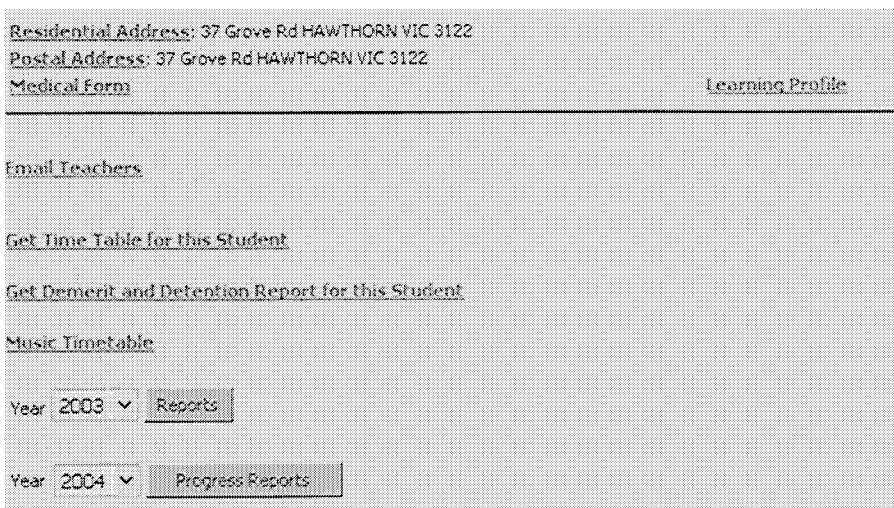 Residential Address: 37 Grove Rd HAWTHORN VIC 3122
Postal Address: 37 Grove Rd HAWTHORN VIC 3122
Medical Form Learning Profile
Email Teachers
Get Time Table for this Student
Get Demerit and Detention Report for this Student
Music Timetable
Year 2003 Reports
Year 2004 Progress Reports